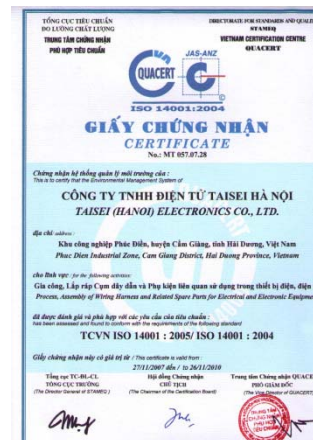 TỔNG CỤC TIÊU CHUẨN
ĐO LƯỜNG CHẤT LƯỢNG
TRUNG TÂM CHỨNG NHẬN
PHÙ HỢP TIÊU CHUẨN
DIRECTORATE FOR STANDARDS AND QUALI
STAMEQ
VIETNAM CERTIFICATION CENTRE
QUACERT
JAS-ANZ
QUACERT
ISO 14001:2004
GIẤY CHỨNG NHẬN
CERTIFICATE
No.: MT 057.07.28
Chứng nhận hệ thống quản lý môi trường của :
This is to certify that the Environmental Management System of
CÔNG TY TNHH ĐIỆN TỬ TAISEI HÀ NỘI
TAISEI (HANOI) ELECTRONICS CO., LTD.
địa chỉ- address :
Khu công nghiệp Phúc Điền, huyện Cẩm Giàng, tỉnh Hải Dương, Việt Nam
Phuc Dien Industrial Zone, Cam Giang District, Hai Duong Province, Vietnam
cho lĩnh vực :for the following activities:
Gia công, Lắp ráp Cụm dây dẫn và Phụ kiện liên quan sử dụng trong thiết bị điện, điện
Process, Assembly of Wiring Harness and Related Spare Parts for Electrical and Electronic Equipme
đã được đánh giá và phù hợp với các yêu cầu của tiêu chuẩn :
has been assessed and found to conform with the requirements of the following standard
TCVN ISO 14001 : 2005/ ISO 14001 : 2004
Giấy chứng nhận này có giá trị từ / This certificate is valid from :
27/11/2007 đến / to 26/11/2010
Tổng cục TC-ĐL-CL
TỔNG CỤC TRƯỞNG
(The Director General of STAMEQ )
Hội đồng Chứng nhận
CHỦ TỊCH
(The Chairman of the Certification Board)
Trung tâm Chứng nhận QUACE
PHÓ GIÁM ĐỐC
(The Vice Director of QUACERT)
TRUNG TÂM
CHỨNG NHẬN
PHÙ HỢP
TIÊU CHUẨN